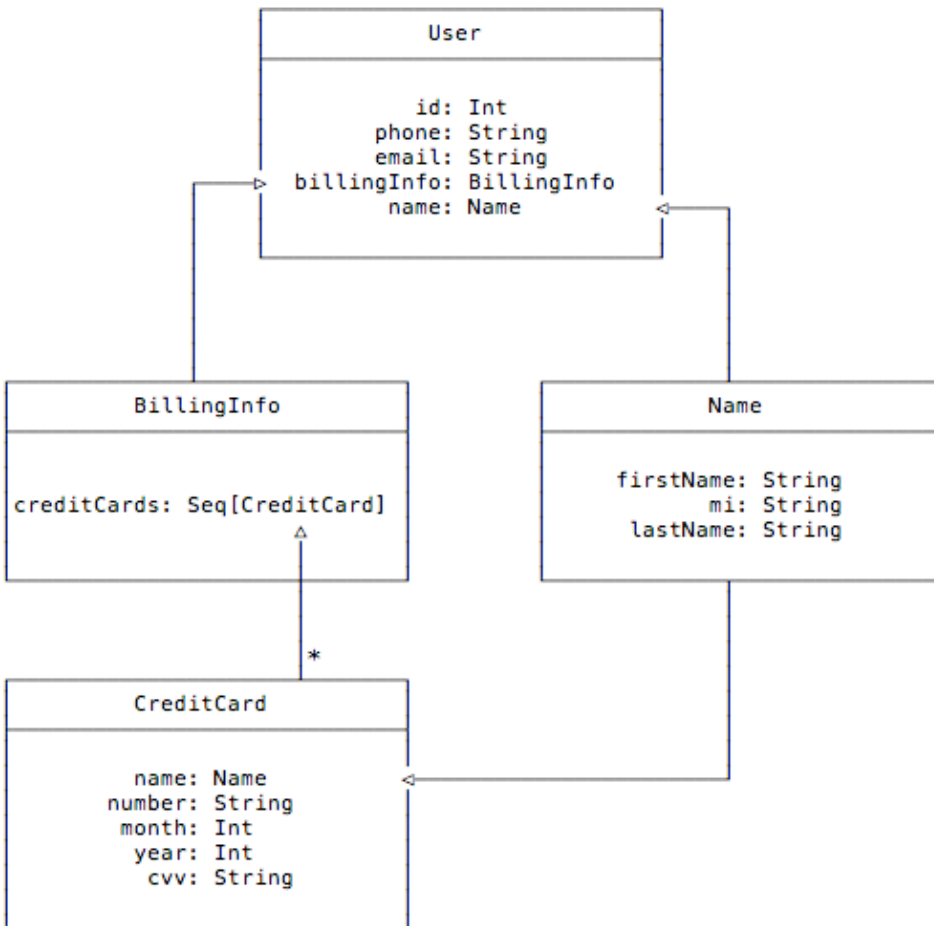 User
id: Int
phone: String
email: String
billingInfo: BillingInfo
name: Name
BillingInfo
creditCards: Seq[CreditCard]
Name
firstName: String
mi: String
lastName: String
*
CreditCard
name: Name
number: String
month: Int
year: Int
cvv: String